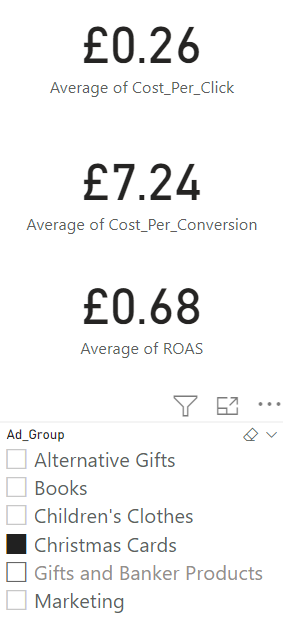 £0.26
Average of Cost_Per_Click
£7.24
Average of Cost_Per_Conversion
£0.68
Average of ROAS
Ad_Group
Alternative Gifts
Books
Children's Clothes
Christmas Cards
Gifts and Banker Products
Marketing